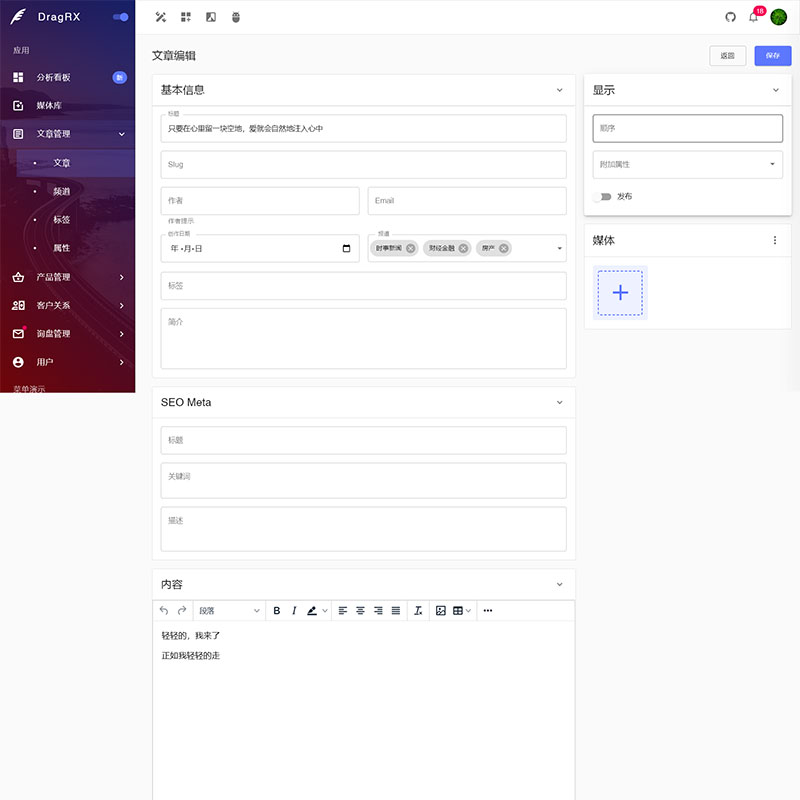 DragRX
18
应用
分析看板
新
媒体库
文章管理
文章
频道
标签
属性
产品管理
客户关系
询盘管理
用户
菜单演示
文章编辑
返回
保存
基本信息
标题
只要在心里留一块空地，爱就会自然地注入心中
Slug
作者
Email
作者提示
创作日期
年-月-日
频道
时事新闻
财经金融
房产
标签
简介
SEO Meta
标题
关键词
描述
内容
段落
B I
轻轻的，我来了
正如我轻轻的走
显示
顺序
附加属性
发布
媒体